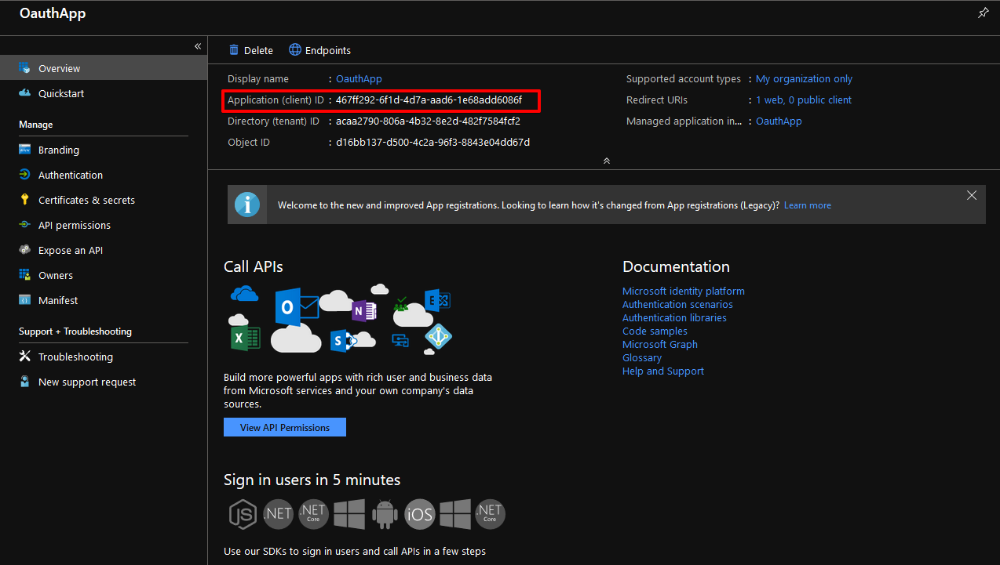 OauthApp
«
Overview
Quickstart
Manage
Branding
Authentication
Certificates & secrets
API permissions
Expose an API
Owners
Manifest
Support + Troubleshooting
Troubleshooting
New support request
Delete Endpoints
Display name : OauthApp
Application (client) ID : 467ff292-6f1d-4d7a-aad6-1e68add6086f
Directory (tenant) ID : acaa2790-806a-4b32-8e2d-482f7584fcf2
Object ID : d16bb137-d500-4c2a-96f3-8843e04dd67d
Supported account types : My organization only
Redirect URIs : 1 web, 0 public client
Managed application in... : OauthApp
Welcome to the new and improved App registrations. Looking to learn how it's changed from App registrations (Legacy)? Learn more
Call APIs
Build more powerful apps with rich user and business data
from Microsoft services and your own company's data
sources.
View API Permissions
Documentation
Microsoft identity platform
Authentication scenarios
Authentication libraries
Code samples
Microsoft Graph
Glossary
Help and Support
Sign in users in 5 minutes
JS .NET .NET Core iOS .NET Core
Use our SDKs to sign in users and call APIs in a few steps